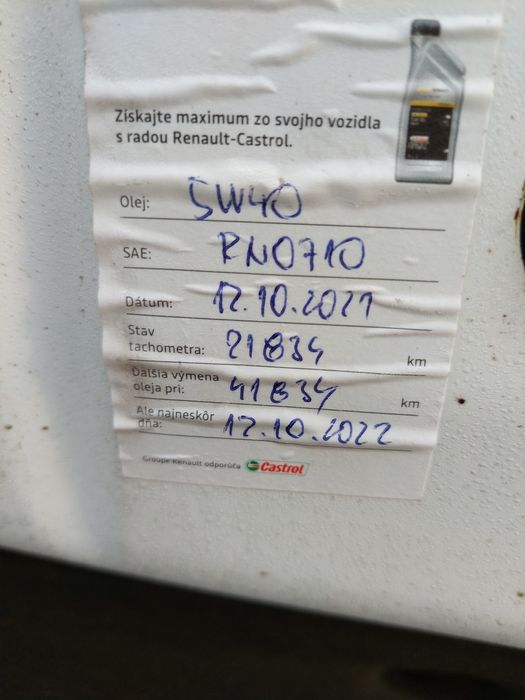 Získajte maximum zo svojho vozidla
s radou Renault-Castrol.
Olej: 5W40
SAE: RN0710
Dátum: 12.10.2021
Stav
tachometra: 21834 km
Ďalšia výmena
oleja pri: 41834 km
Ale najneskôr
dňa: 12.10.2022
Groupe Renault odporúča Castrol